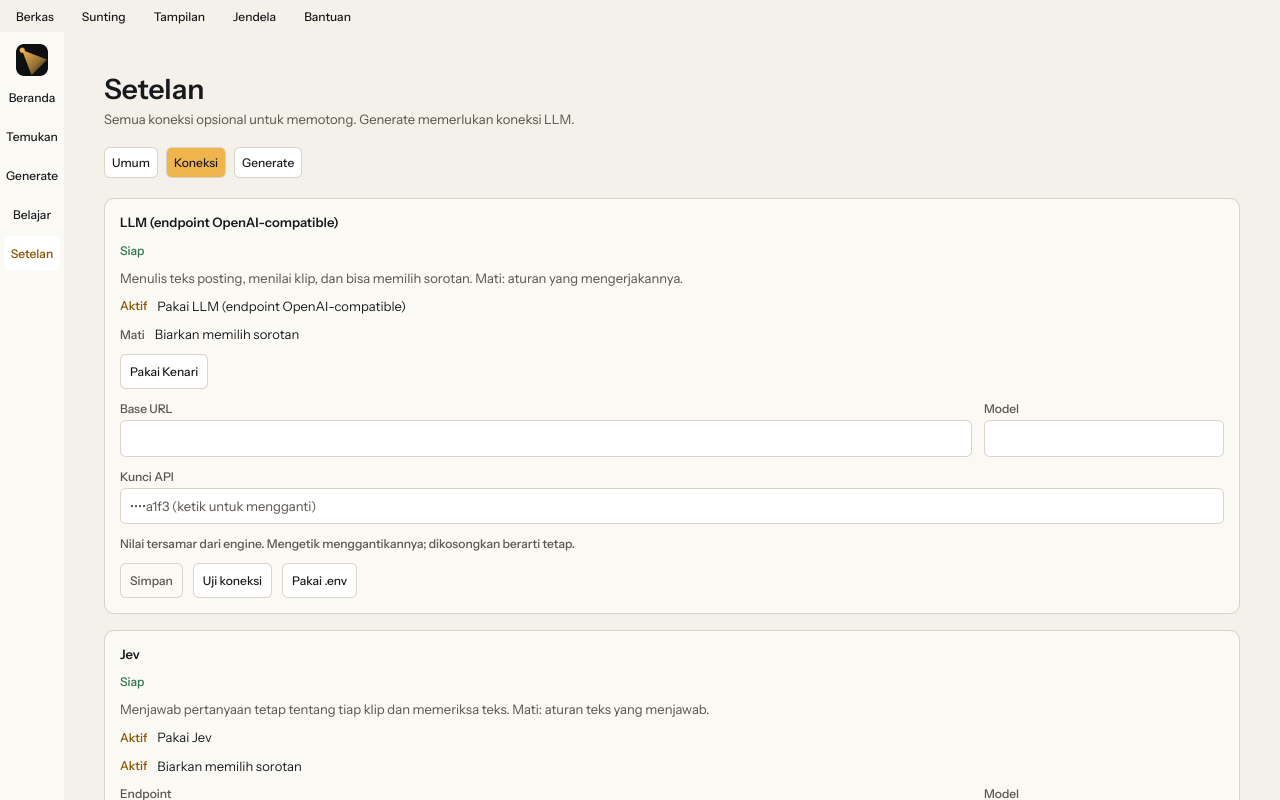 Berkas Sunting Tampilan Jendela Bantuan
Beranda
Temukan
Generate
Belajar
Setelan
Setelan
Semua koneksi opsional untuk memotong. Generate memerlukan koneksi LLM.
Umum Koneksi Generate
LLM (endpoint OpenAI-compatible)
Siap
Menulis teks posting, menilai klip, dan bisa memilih sorotan. Mati: aturan yang mengerjakannya.
Aktif Pakai LLM (endpoint OpenAI-compatible)
Mati Biarkan memilih sorotan
Pakai Kenari
Base URL Model
Kunci API
····a1f3 (ketik untuk mengganti)
Nilai tersamar dari engine. Mengetik menggantikannya; dikosongkan berarti tetap.
Simpan Uji koneksi Pakai .env
Jev
Siap
Menjawab pertanyaan tetap tentang tiap klip dan memeriksa teks. Mati: aturan teks yang menjawab.
Aktif Pakai Jev
Aktif Biarkan memilih sorotan
Endpoint Model